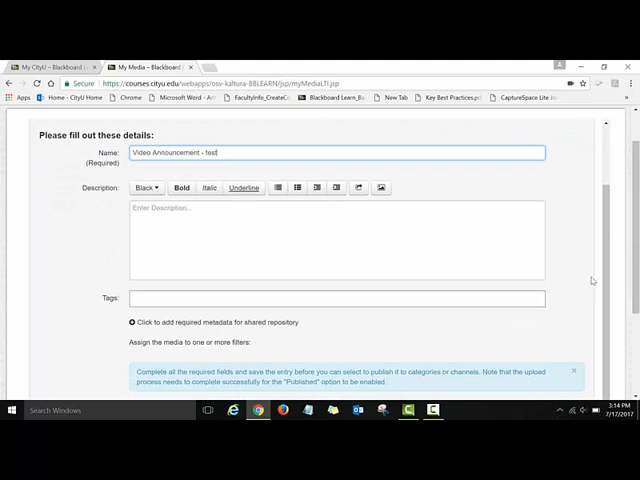 My CityU – Blackboard L
My Media – Blackboard L
Secure https://courses.cityu.edu/webapps/osv-kaltura-BBLEARN/jsp/myMediaLTI.jsp
Apps Home - CityU Home Chrome Microsoft Word - Ar FacultyInfo_CreateC Blackboard Learn_Ba New Tab Key Best Practices.pd CaptureSpace Lite Je
Please fill out these details:
Name: Video Announcement - test
(Required)
Description: Black Bold Italic Underline
Enter Description...
Tags:
Click to add required metadata for shared repository
Assign the media to one or more filters:
Complete all the required fields and save the entry before you can select to publish it to categories or channels. Note that the upload
process needs to complete successfully for the "Published" option to be enabled.
Search Windows
3:14 PM
7/17/2017